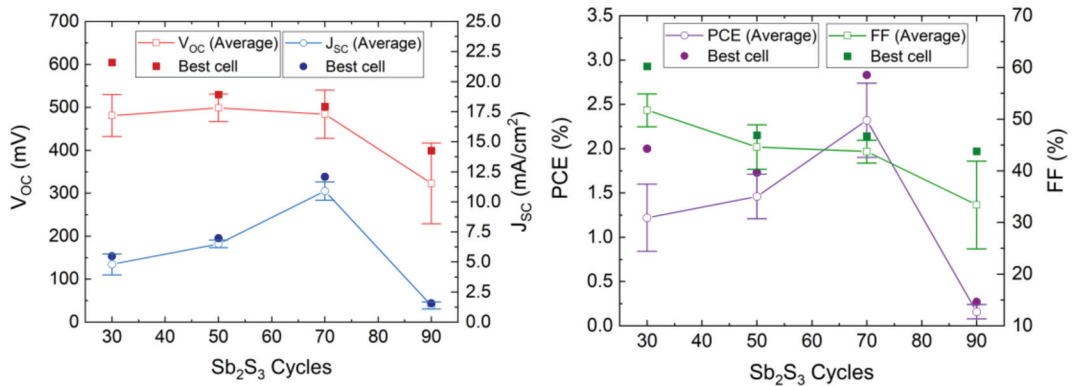 V_OC (Average)
Best cell
J_SC (Average)
Best cell
700
600
500
400
300
200
100
0
V_OC (mV)
25.0
22.5
20.0
17.5
15.0
12.5
10.0
7.5
5.0
2.5
0.0
J_SC (mA/cm²)
30 40 50 60 70 80 90
Sb₂S₃ Cycles
PCE (Average)
Best cell
FF (Average)
Best cell
3.5
3.0
2.5
2.0
1.5
1.0
0.5
0.0
PCE (%)
70
60
50
40
30
20
10
FF (%)
30 40 50 60 70 80 90
Sb₂S₃ Cycles